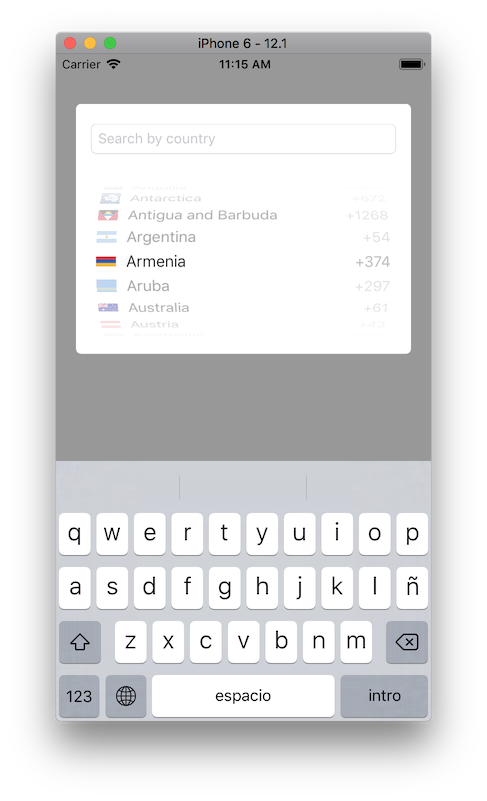 iPhone 6 - 12.1
Carrier 11:15 AM
Search by country
Antarctica +672
Antigua and Barbuda +1268
Argentina +54
Armenia +374
Aruba +297
Australia +61
Austria +43
q w e r t y u i o p
a s d f g h j k l ñ
z x c v b n m
123 espacio intro